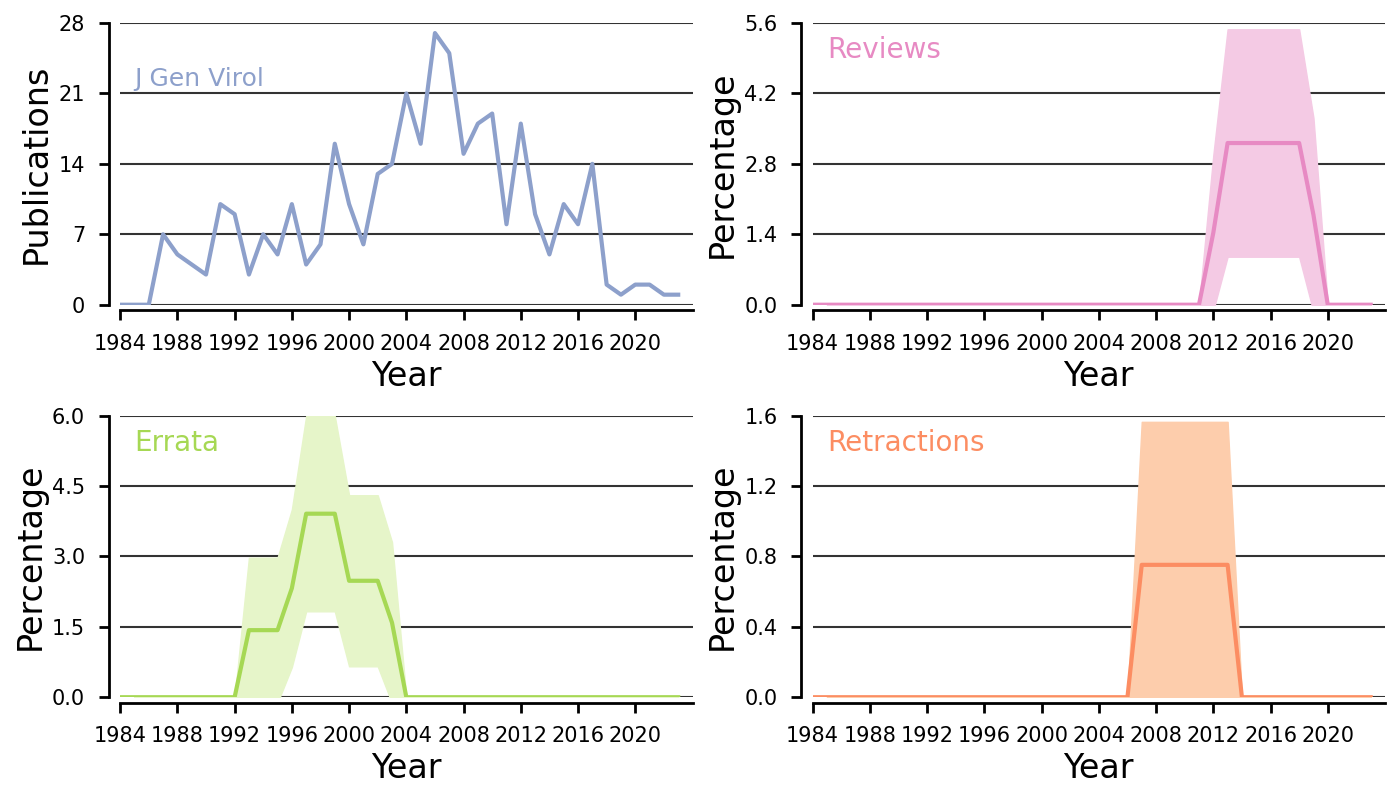 28
21
14
7
0
Publications
J Gen Virol
1984 1988 1992 1996 2000 2004 2008 2012 2016 2020
Year
5.6
4.2
2.8
1.4
0.0
Percentage
Reviews
1984 1988 1992 1996 2000 2004 2008 2012 2016 2020
Year
6.0
4.5
3.0
1.5
0.0
Percentage
Errata
1984 1988 1992 1996 2000 2004 2008 2012 2016 2020
Year
1.6
1.2
0.8
0.4
0.0
Percentage
Retractions
1984 1988 1992 1996 2000 2004 2008 2012 2016 2020
Year